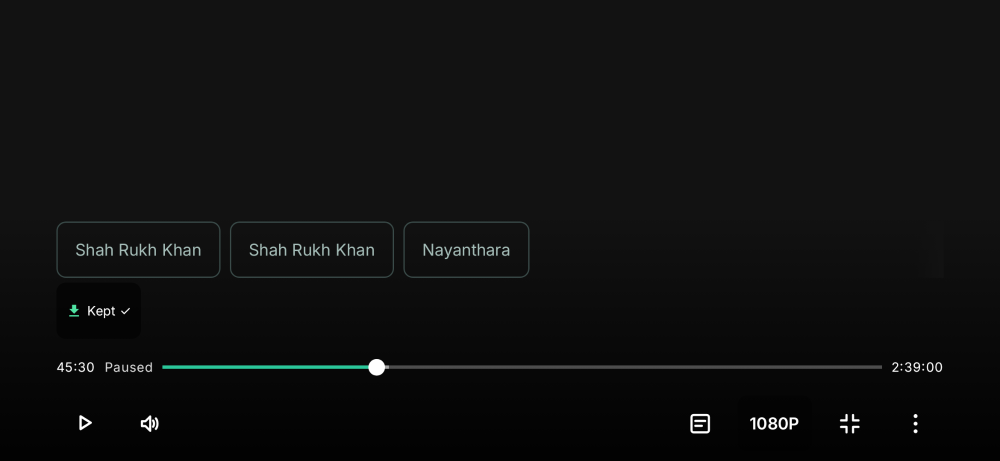 Shah Rukh Khan Shah Rukh Khan Nayanthara
Kept ✓
45:30 Paused 2:39:00
1080P